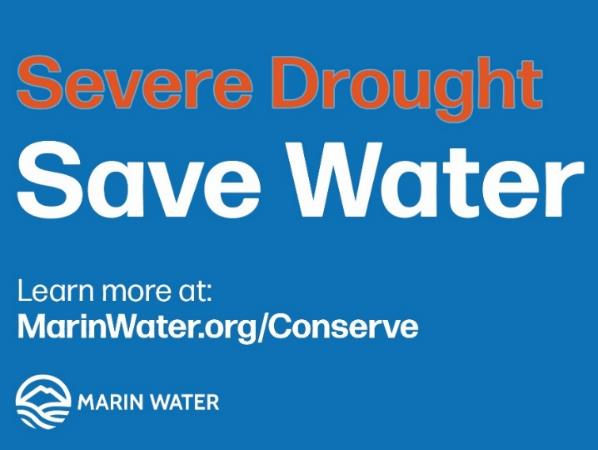 Severe Drought
Save Water
Learn more at:
MarinWater.org/Conserve
MARIN WATER